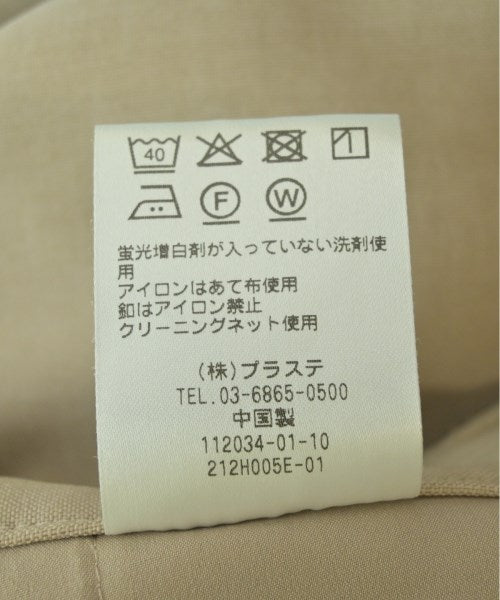 40
F W
蛍光増白剤が入っていない洗剤使
用
アイロンはあて布使用
釦はアイロン禁止
クリーニングネット使用
(株)プラステ
TEL.03-6865-0500
中国製
112034-01-10
212H005E-01